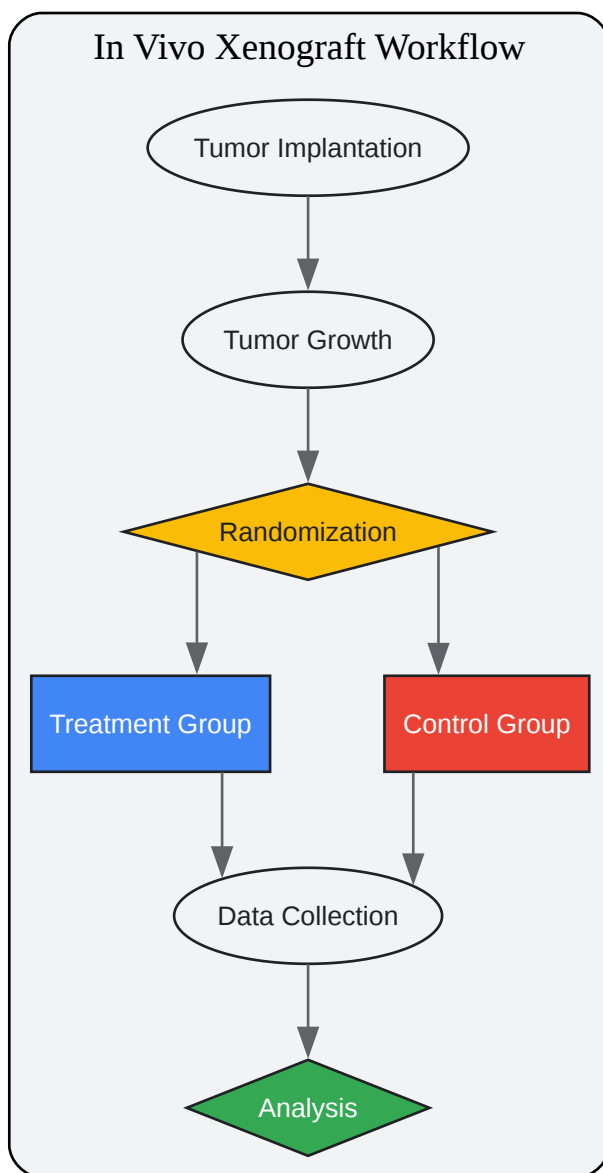 In Vivo Xenograft Workflow
Tumor Implantation
Tumor Growth
Randomization
Treatment Group
Control Group
Data Collection
Analysis